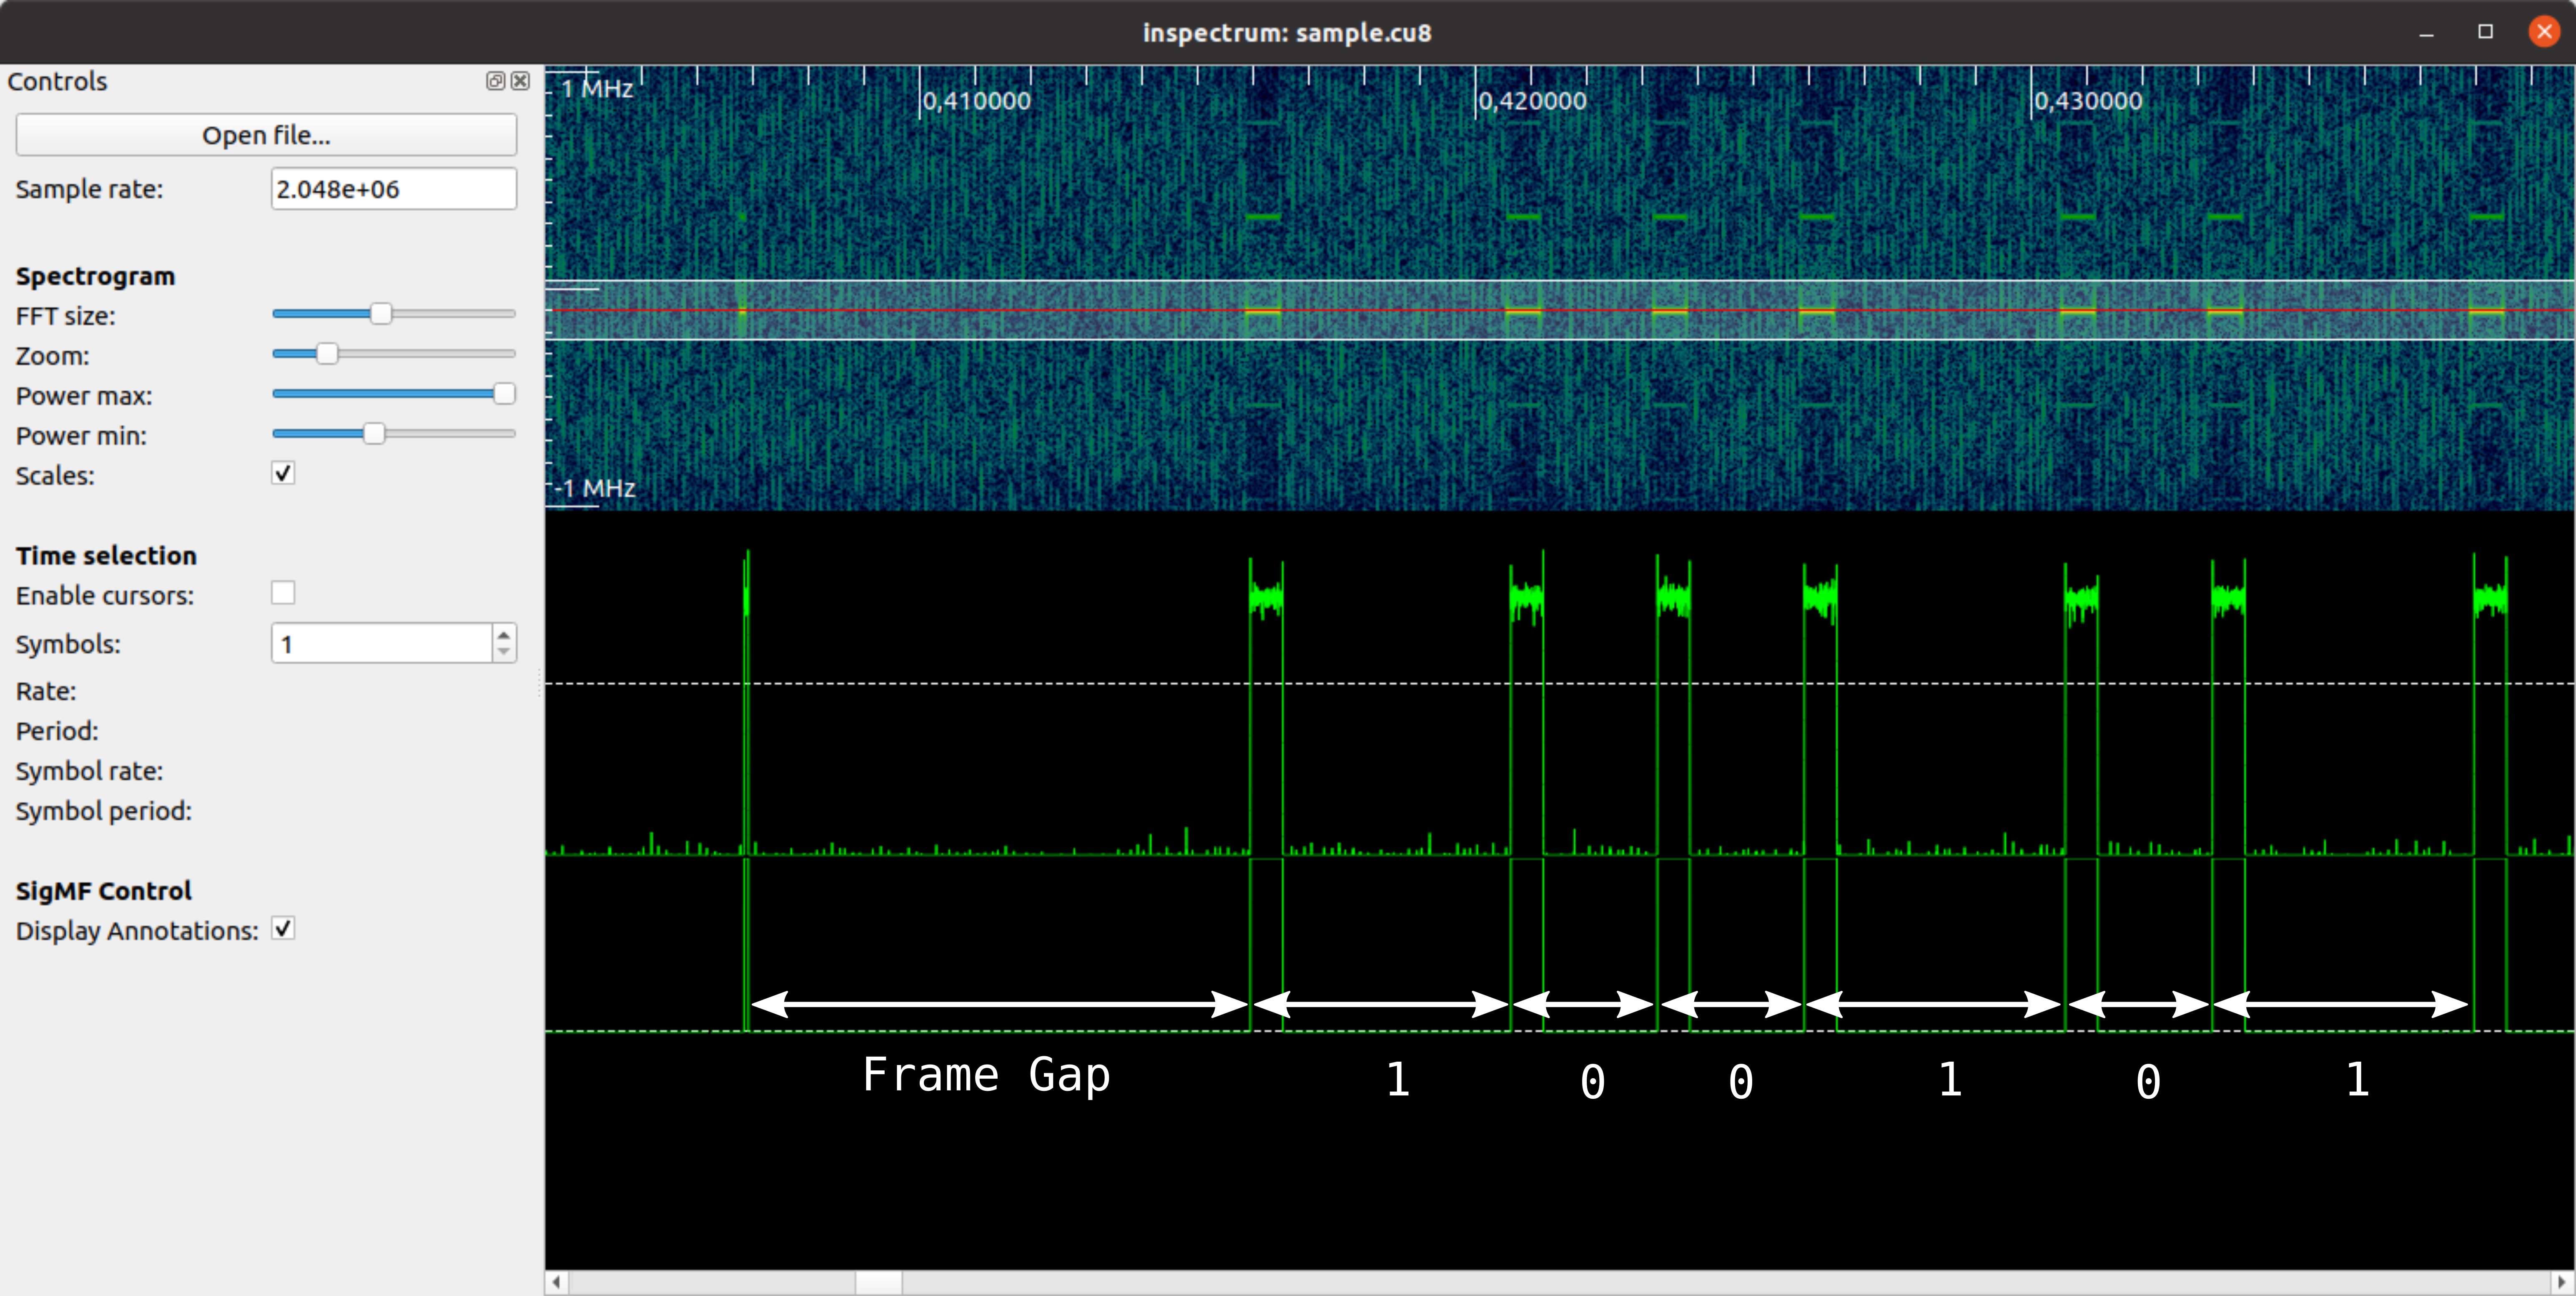 inspectrum: sample.cu8
Controls
Open file...
Sample rate: 2.048e+06
Spectrogram
FFT size:
Zoom:
Power max:
Power min:
Scales:
Time selection
Enable cursors:
Symbols: 1
Rate:
Period:
Symbol rate:
Symbol period:
SigMF Control
Display Annotations:
1 MHz
0,410000 0,420000 0,430000
-1 MHz
Frame Gap 1 0 0 1 0 1